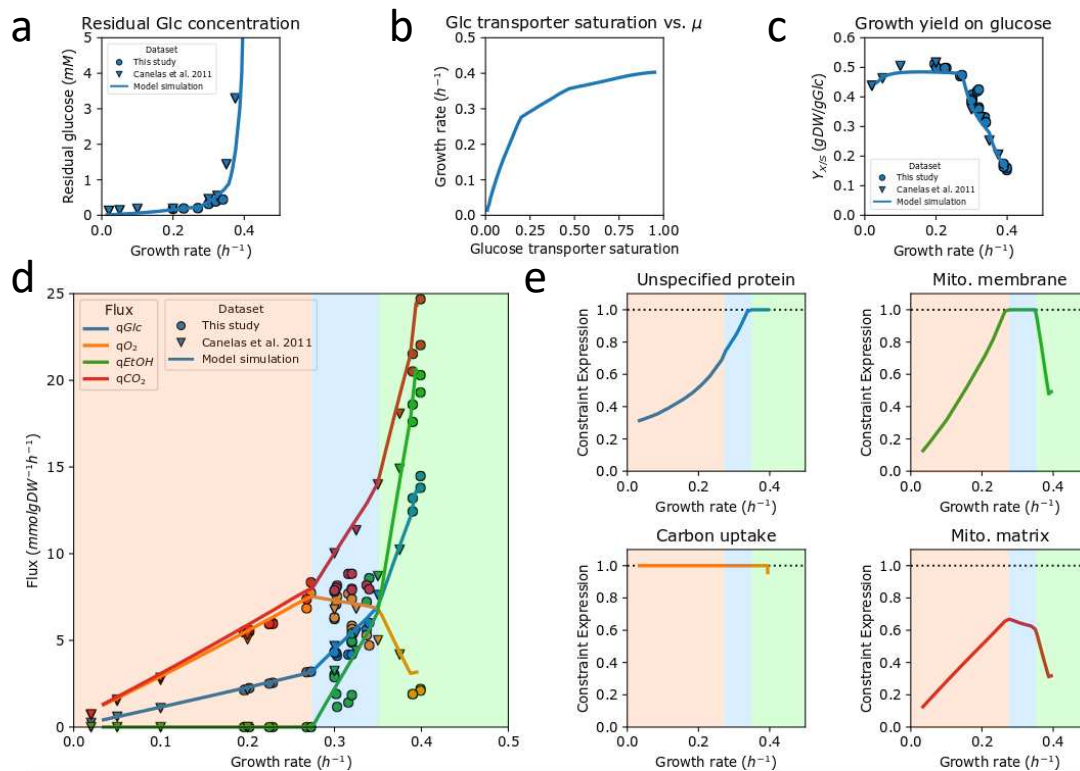 a
Residual Glc concentration
Residual glucose (mM)
5
4
3
2
1
0
Dataset
This study
Canelas et al. 2011
Model simulation
0.0
0.2
0.4
Growth rate (h⁻¹)
b
Glc transporter saturation vs. μ
Growth rate (h⁻¹)
0.5
0.4
0.3
0.2
0.1
0.0
0.00
0.25
0.50
0.75
1.00
Glucose transporter saturation
c
Growth yield on glucose
Y_X/S (gDW/gGlc)
0.6
0.5
0.4
0.3
0.2
0.1
0.0
Dataset
This study
Canelas et al. 2011
Model simulation
0.0
0.2
0.4
Growth rate (h⁻¹)
d
Flux (mmolgDW⁻¹h⁻¹)
25
20
15
10
5
0
Flux
qGlc
qO₂
qEtOH
qCO₂
Dataset
This study
Canelas et al. 2011
Model simulation
0.0
0.1
0.2
0.3
0.4
0.5
Growth rate (h⁻¹)
e
Unspecified protein
Constraint Expression
1.0
0.8
0.6
0.4
0.2
0.0
0.0
0.2
0.4
Growth rate (h⁻¹)
Mito. membrane
Constraint Expression
1.0
0.8
0.6
0.4
0.2
0.0
0.0
0.2
0.4
Growth rate (h⁻¹)
Carbon uptake
Constraint Expression
1.0
0.8
0.6
0.4
0.2
0.0
0.0
0.2
0.4
Growth rate (h⁻¹)
Mito. matrix
Constraint Expression
1.0
0.8
0.6
0.4
0.2
0.0
0.0
0.2
0.4
Growth rate (h⁻¹)